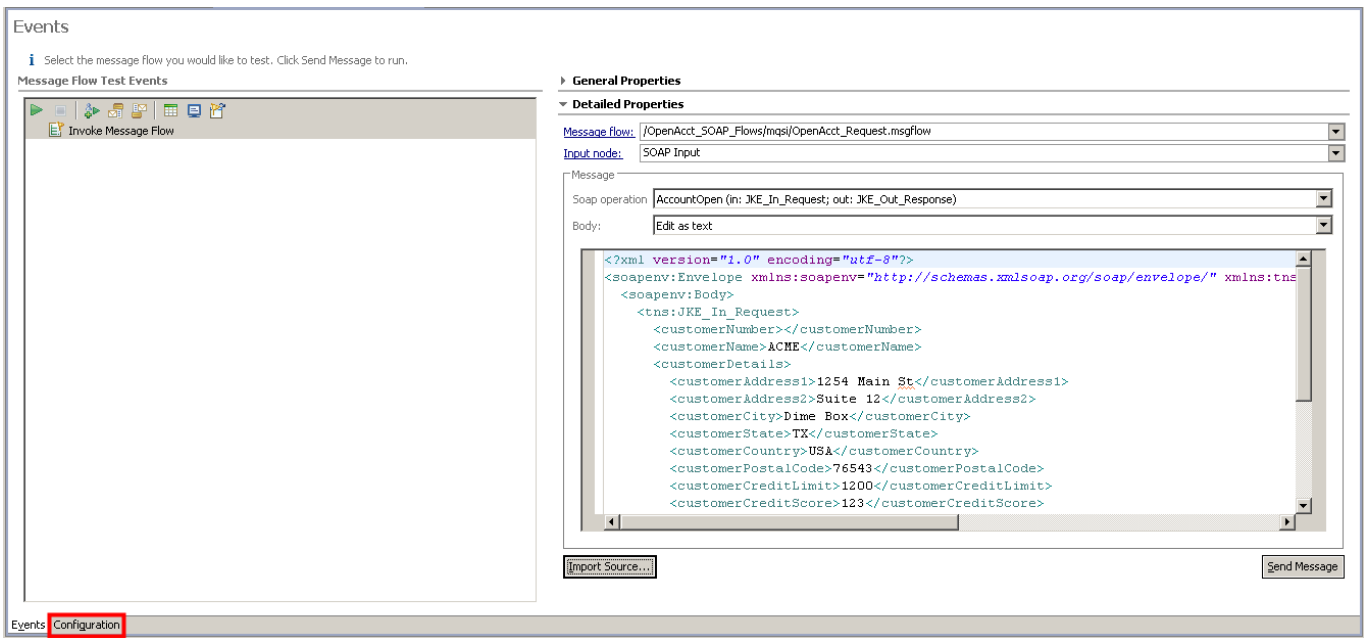 Events
i Select the message flow you would like to test. Click Send Message to run.
Message Flow Test Events
Invoke Message Flow
General Properties
Detailed Properties
Message flow: /OpenAcct_SOAP_Flows/mqsi/OpenAcct_Request.msgflow
Input node: SOAP Input
Message
Soap operation AccountOpen (in: JKE_In_Request; out: JKE_Out_Response)
Body: Edit as text
<?xml version="1.0" encoding="utf-8"?>
<soapenv:Envelope xmlns:soapenv="http://schemas.xmlsoap.org/soap/envelope/" xmlns:tns
<soapenv:Body>
<tns:JKE_In_Request>
<customerNumber></customerNumber>
<customerName>ACME</customerName>
<customerDetails>
<customerAddress1>1254 Main St</customerAddress1>
<customerAddress2>Suite 12</customerAddress2>
<customerCity>Dime Box</customerCity>
<customerState>TX</customerState>
<customerCountry>USA</customerCountry>
<customerPostalCode>76543</customerPostalCode>
<customerCreditLimit>1200</customerCreditLimit>
<customerCreditScore>123</customerCreditScore>
Import Source...
Send Message
Events Configuration